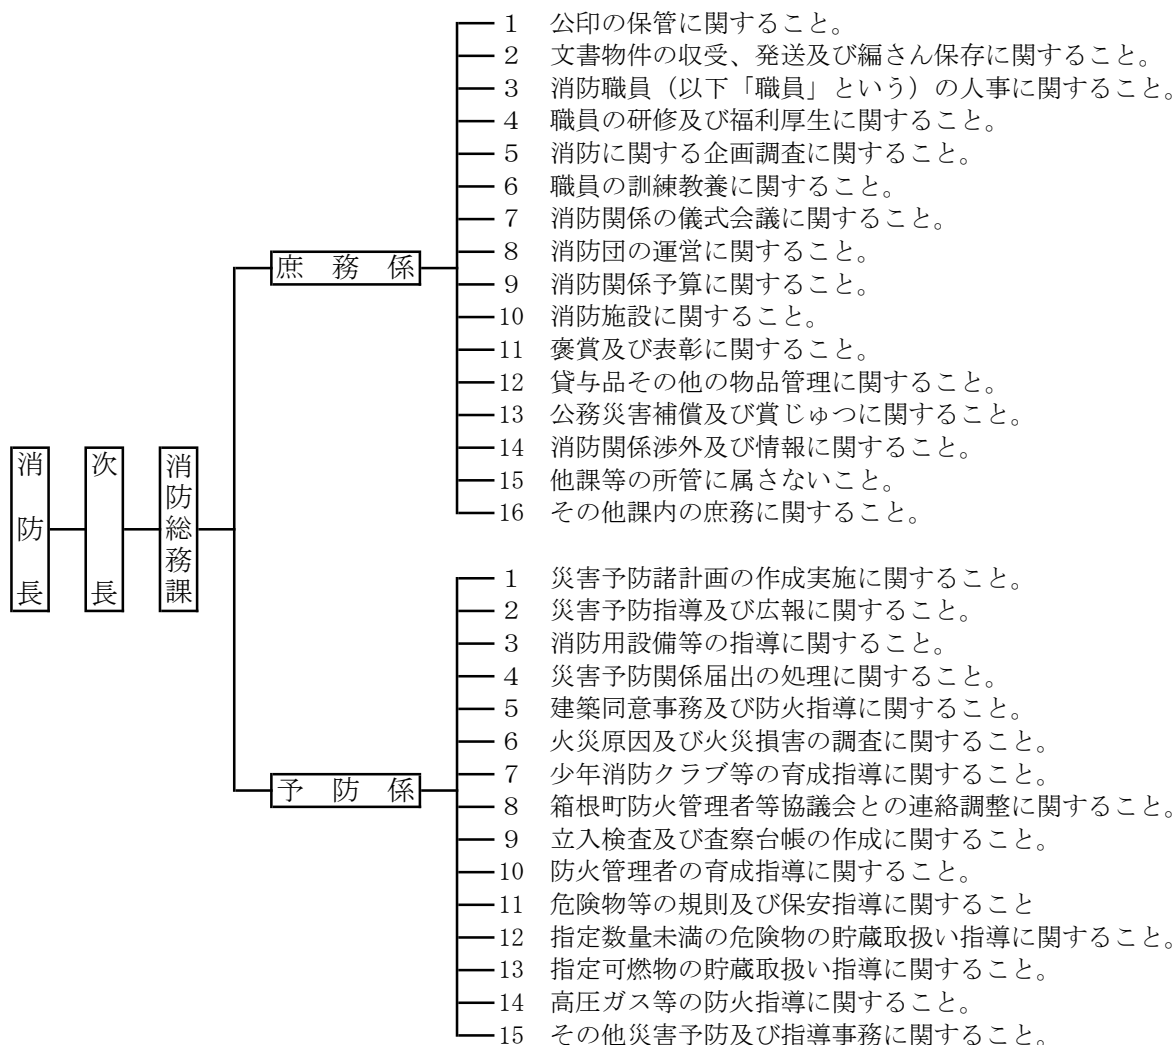 消防長
次長
消防総務課
庶務係
1 公印の保管に関すること。
2 文書物件の収受、発送及び編さん保存に関すること。
3 消防職員（以下「職員」という）の人事に関すること。
4 職員の研修及び福利厚生に関すること。
5 消防に関する企画調査に関すること。
6 職員の訓練教養に関すること。
7 消防関係の儀式会議に関すること。
8 消防団の運営に関すること。
9 消防関係予算に関すること。
10 消防施設に関すること。
11 褒賞及び表彰に関すること。
12 貸与品その他の物品管理に関すること。
13 公務災害補償及び賞じゅつに関すること。
14 消防関係渉外及び情報に関すること。
15 他課等の所管に属さないこと。
16 その他課内の庶務に関すること。
予防係
1 災害予防諸計画の作成実施に関すること。
2 災害予防指導及び広報に関すること。
3 消防用設備等の指導に関すること。
4 災害予防関係届出の処理に関すること。
5 建築同意事務及び防火指導に関すること。
6 火災原因及び火災損害の調査に関すること。
7 少年消防クラブ等の育成指導に関すること。
8 箱根町防火管理者等協議会との連絡調整に関すること。
9 立入検査及び査察台帳の作成に関すること。
10 防火管理者の育成指導に関すること。
11 危険物等の規則及び保安指導に関すること
12 指定数量未満の危険物の貯蔵取扱い指導に関すること。
13 指定可燃物の貯蔵取扱い指導に関すること。
14 高圧ガス等の防火指導に関すること。
15 その他災害予防及び指導事務に関すること。